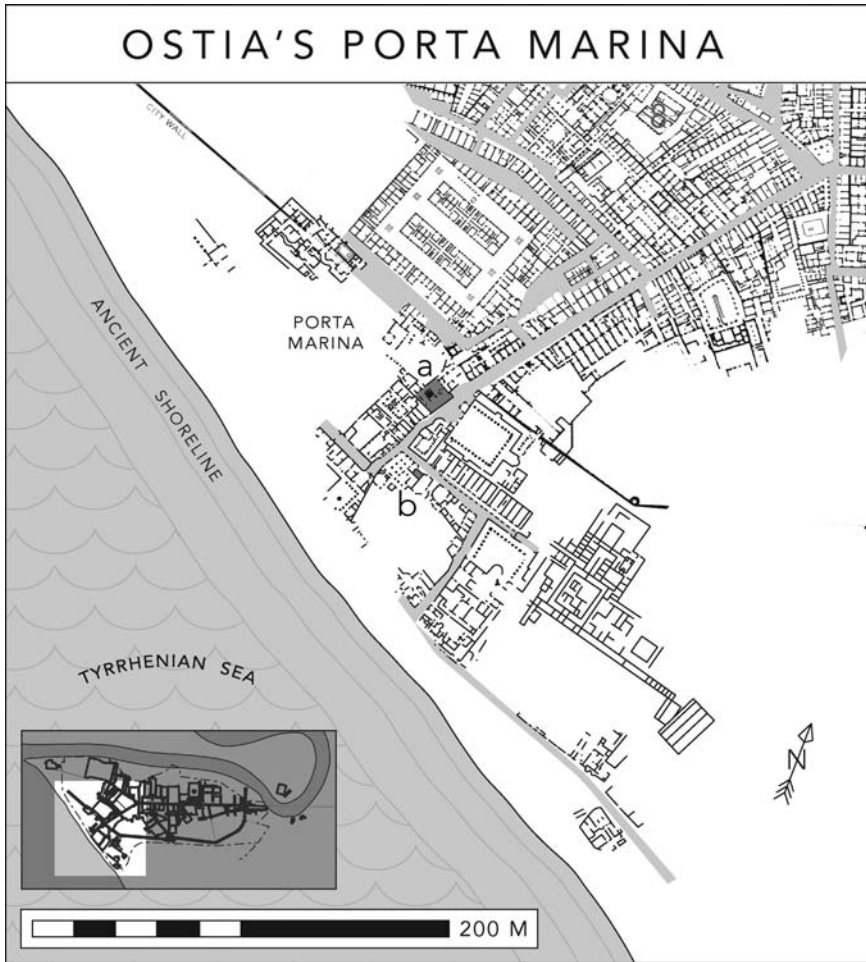 OSTIA'S PORTA MARINA
CITY WALL
ANCIENT SHORELINE
PORTA
MARINA
a
b
TYRRHENIAN SEA
N
200 M